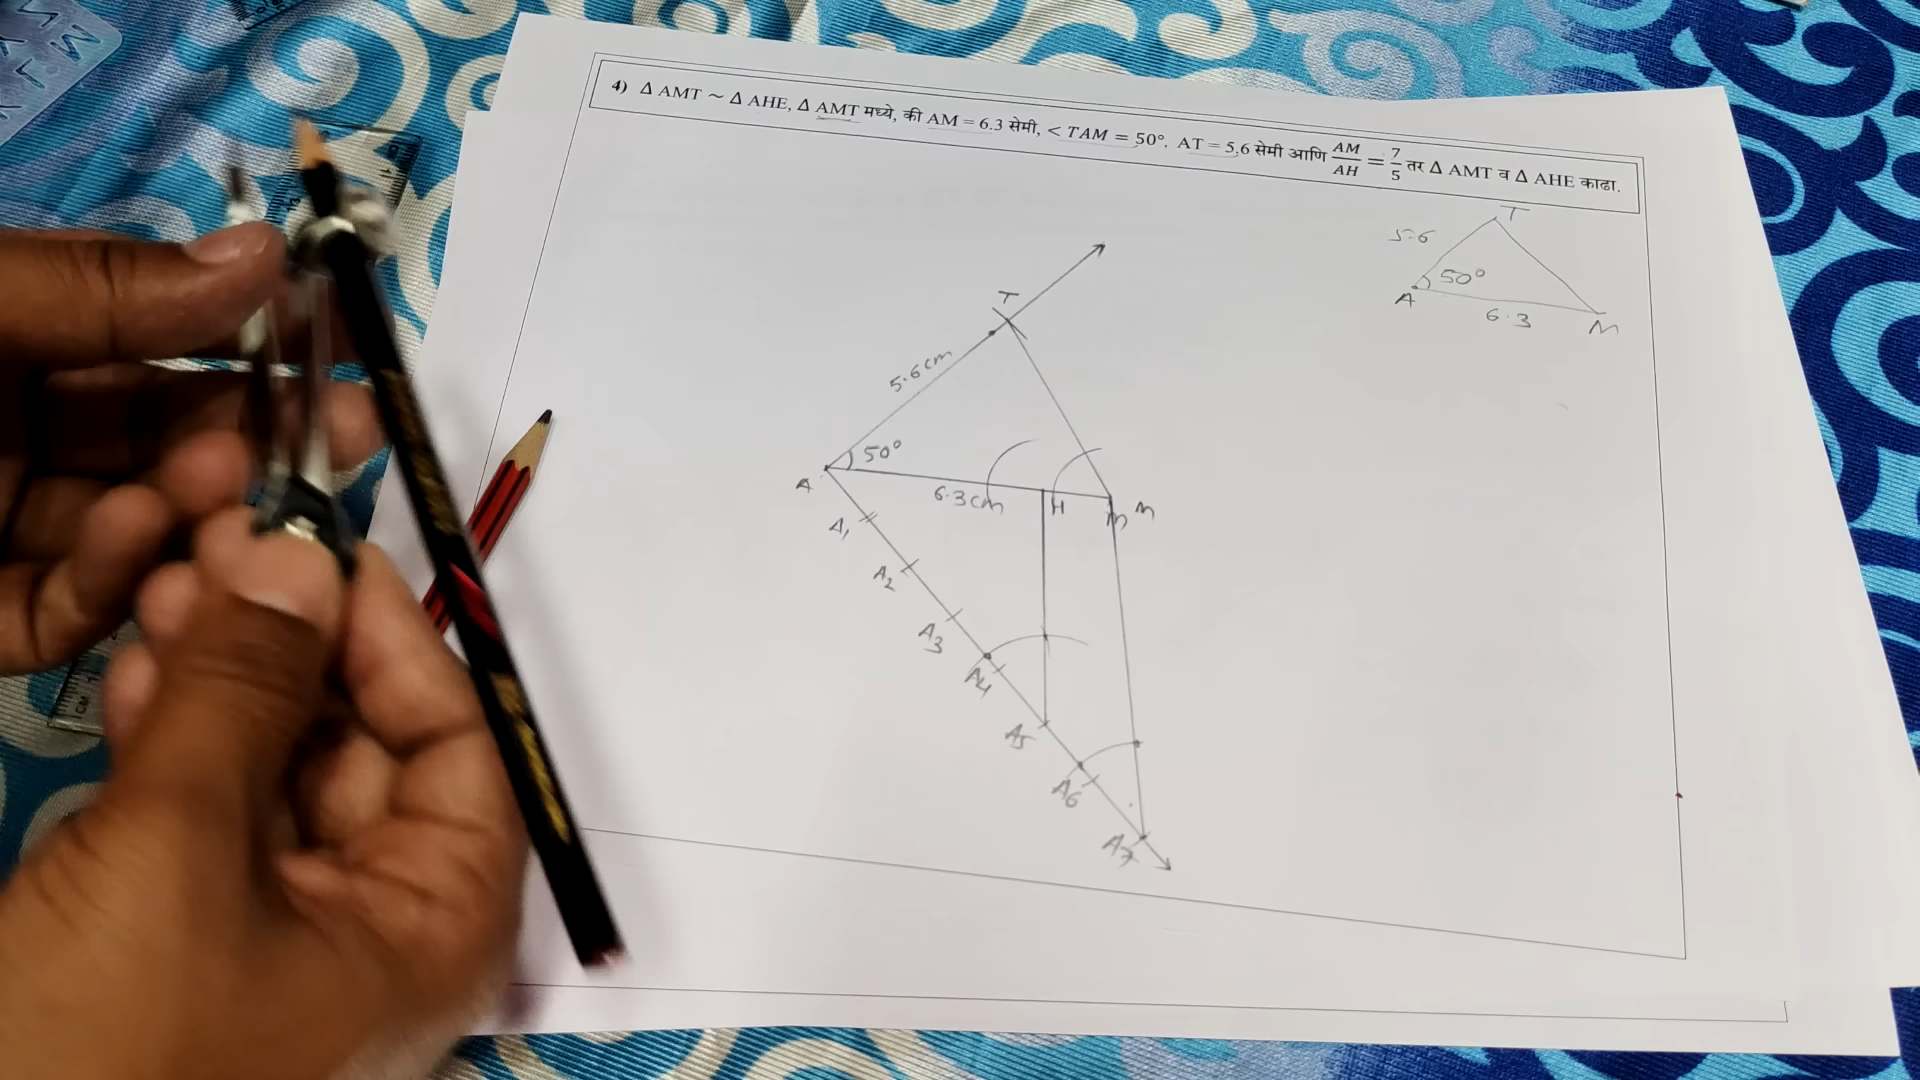 4) Δ AMT ~ Δ AHE, Δ AMT मध्ये, की AM = 6.3 सेमी, < TAM = 50°, AT = 5.6 सेमी आणि AM/AH = 7/5 तर Δ AMT व Δ AHE काढा.
T
5.6
50°
A
6.3
M
T
5.6cm
50°
A
6.3cm
H
m
M
A1
A2
A3
A4
A5
A6
A7
CM 1